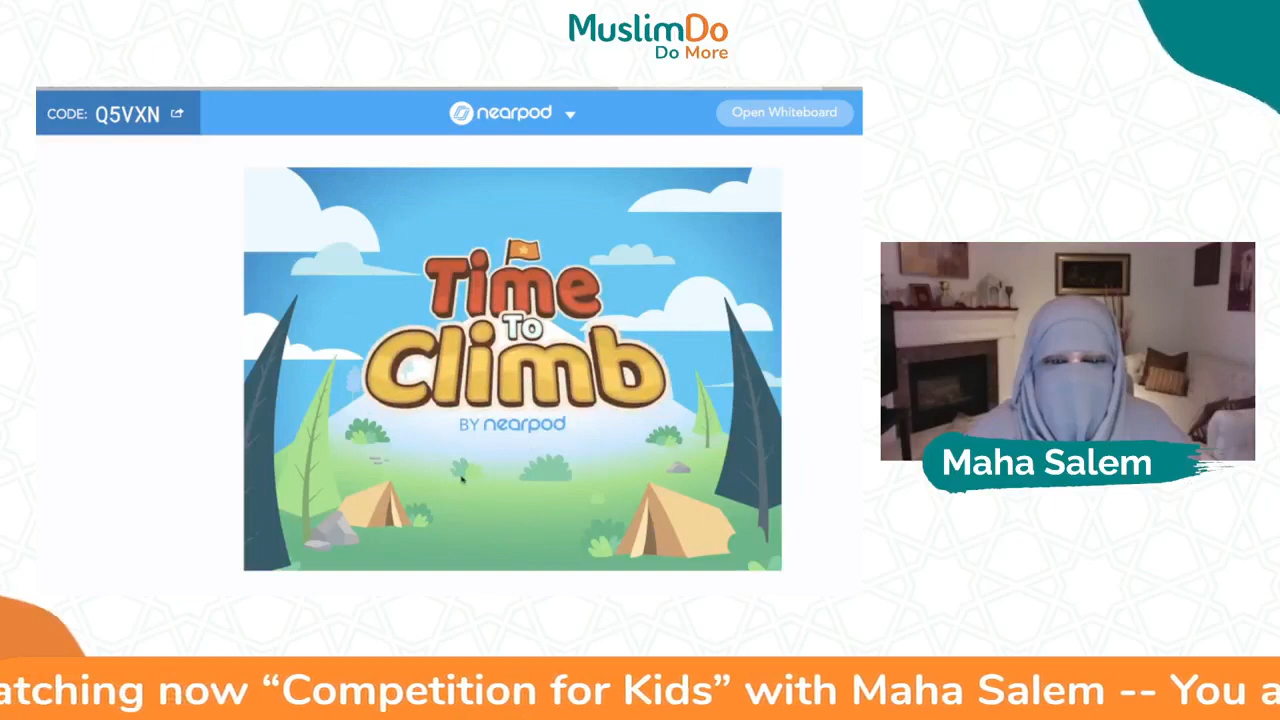 MuslimDo
Do More
CODE: Q5VXN
nearpod
Open Whiteboard
Time
To
Climb
BY nearpod
Maha Salem
atching now “Competition for Kids” with Maha Salem -- You a